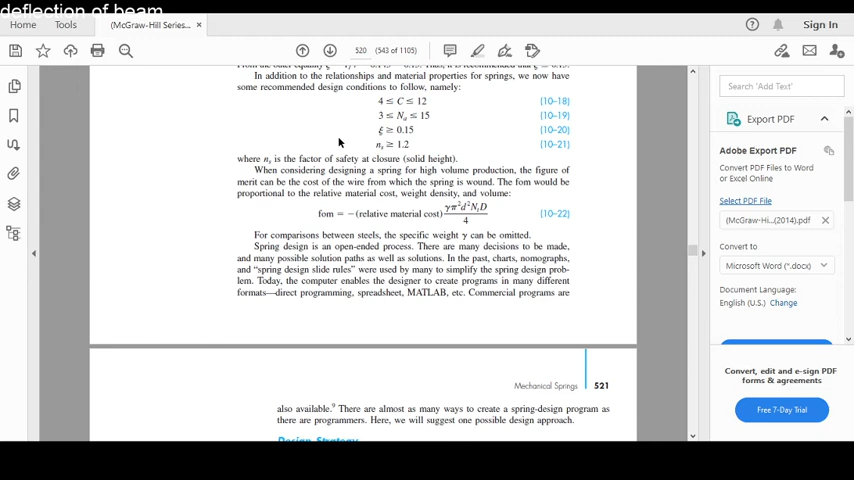 deflection of beam
Home
Tools
(McGraw-Hill Series...
×
Sign In
520
(543 of 1105)
In addition to the relationships and material properties for springs, we now have
some recommended design conditions to follow, namely:
4 ≤ C ≤ 12
(10–18)
3 ≤ Na ≤ 15
(10–19)
ξ ≥ 0.15
(10–20)
ns ≥ 1.2
(10–21)
where ns is the factor of safety at closure (solid height).
When considering designing a spring for high volume production, the figure of
merit can be the cost of the wire from which the spring is wound. The fom would be
proportional to the relative material cost, weight density, and volume:
fom = −(relative material cost) γπ²d²NtD / 4
(10–22)
For comparisons between steels, the specific weight γ can be omitted.
Spring design is an open-ended process. There are many decisions to be made,
and many possible solution paths as well as solutions. In the past, charts, nomographs,
and “spring design slide rules” were used by many to simplify the spring design prob-
lem. Today, the computer enables the designer to create programs in many different
formats—direct programming, spreadsheet, MATLAB, etc. Commercial programs are
Mechanical Springs 521
also available.⁹ There are almost as many ways to create a spring-design program as
there are programmers. Here, we will suggest one possible design approach.
Design Strategy
Search 'Add Text'
Export PDF
Adobe Export PDF
Convert PDF Files to Word
or Excel Online
Select PDF File
(McGraw-Hi...(2014).pdf
Convert to
Microsoft Word (*.docx)
Document Language:
English (U.S.) Change
Convert, edit and e-sign PDF
forms & agreements
Free 7-Day Trial